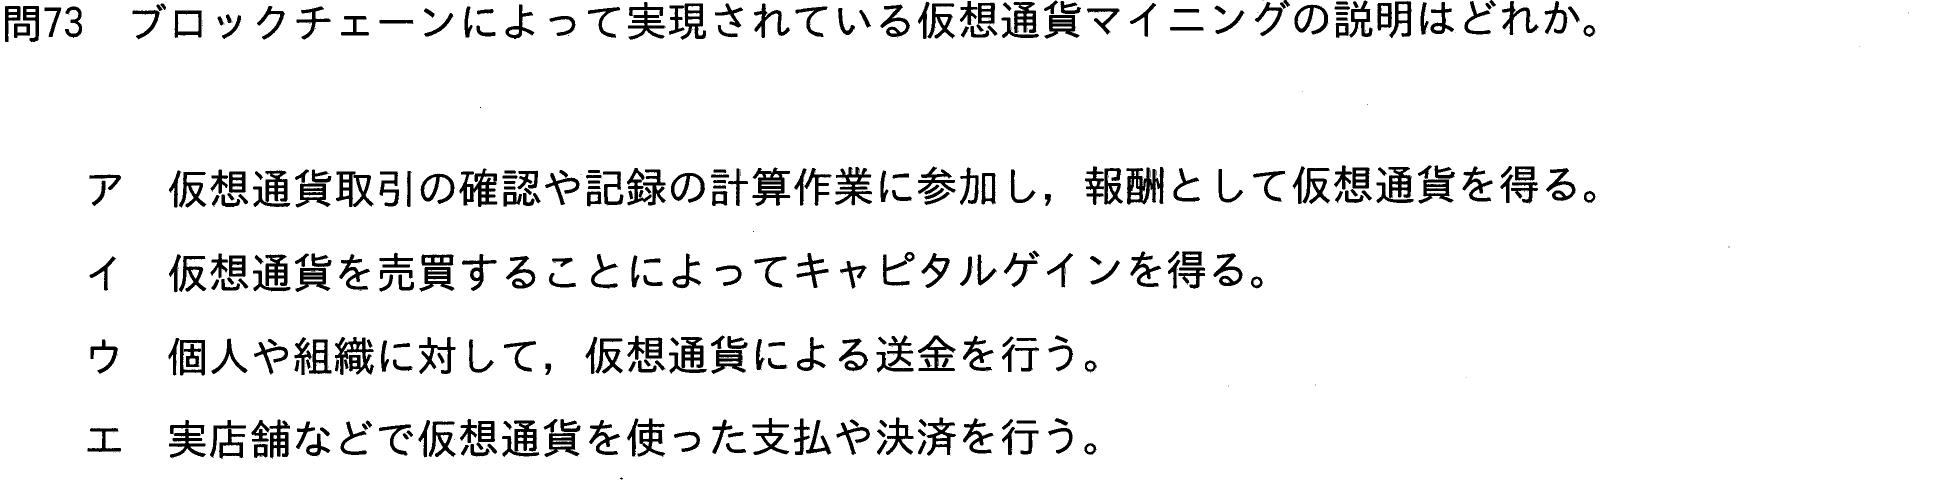 問73　ブロックチェーンによって実現されている仮想通貨マイニングの説明はどれか。
ア　仮想通貨取引の確認や記録の計算作業に参加し，報酬として仮想通貨を得る。
イ　仮想通貨を売買することによってキャピタルゲインを得る。
ウ　個人や組織に対して，仮想通貨による送金を行う。
エ　実店舗などで仮想通貨を使った支払や決済を行う。